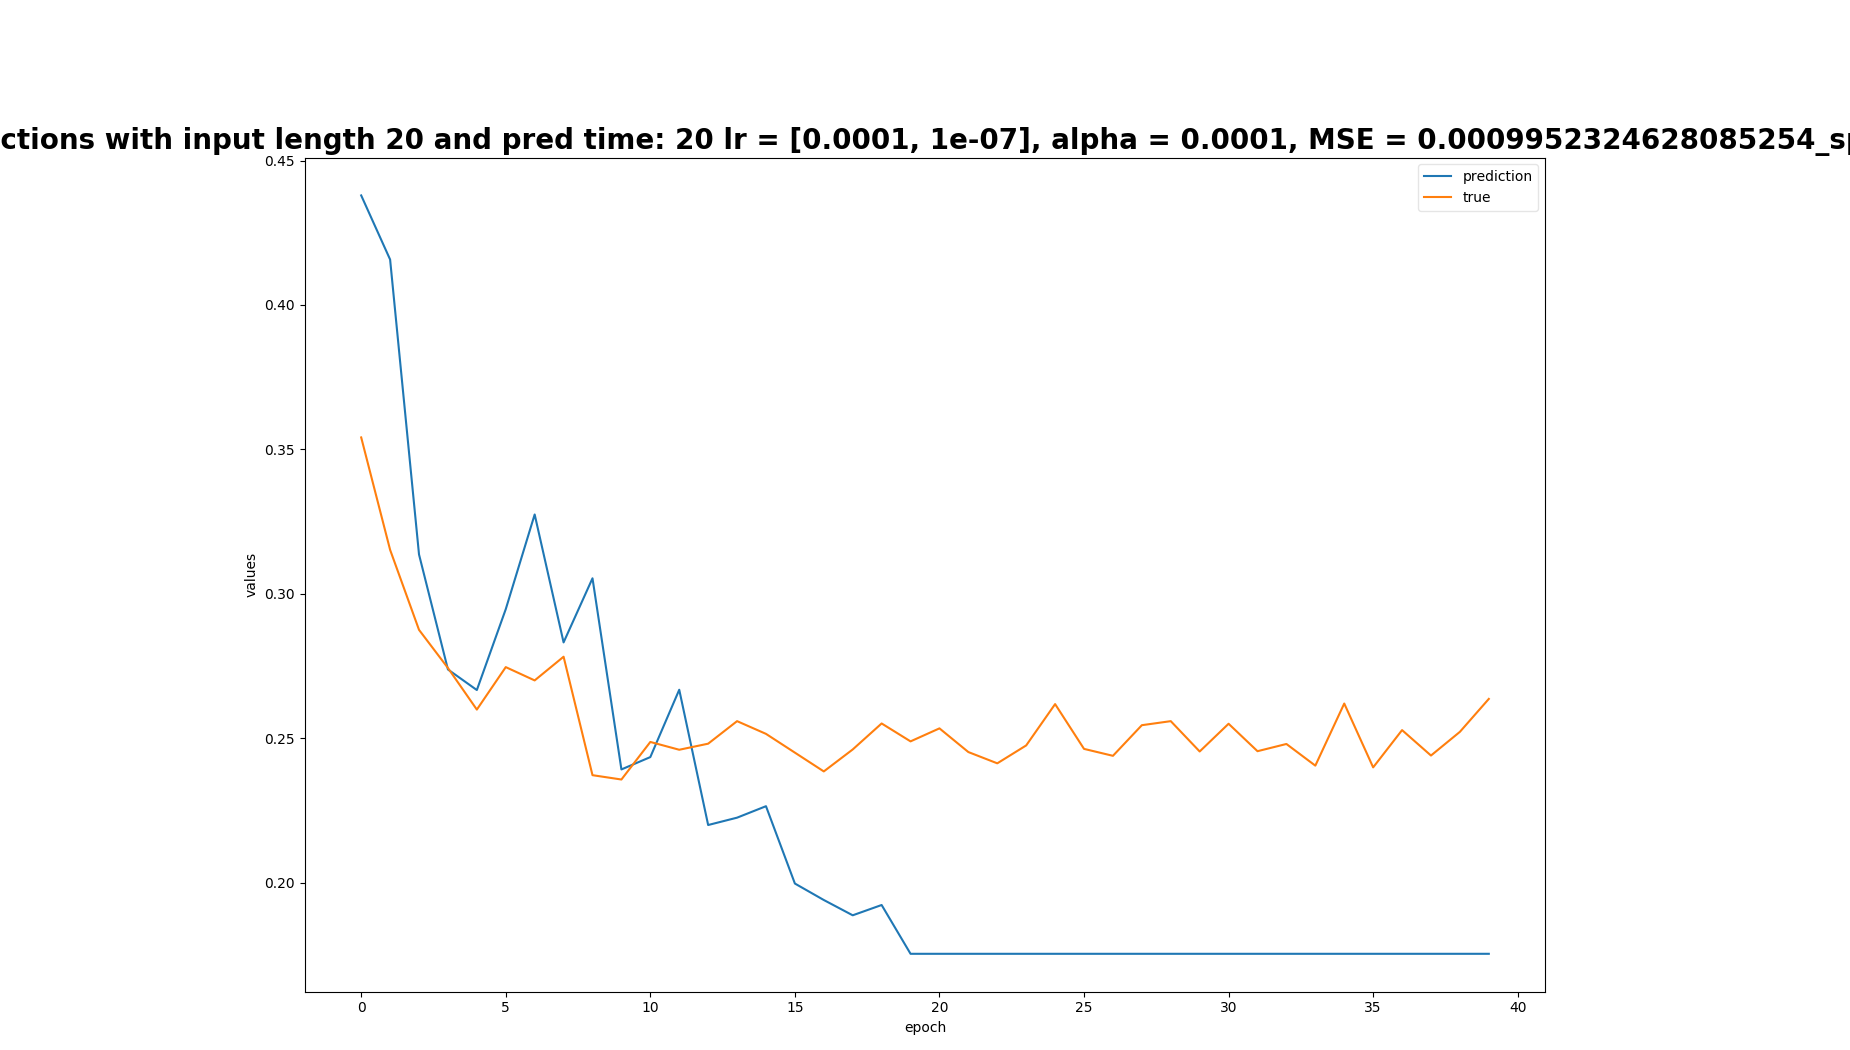 ctions with input length 20 and pred time: 20 lr = [0.0001, 1e-07], alpha = 0.0001, MSE = 0.0009952324628085254_sp
0.45
prediction
true
0.40
0.35
0.30
values
0.25
0.20
0 5 10 15 20 25 30 35 40
epoch